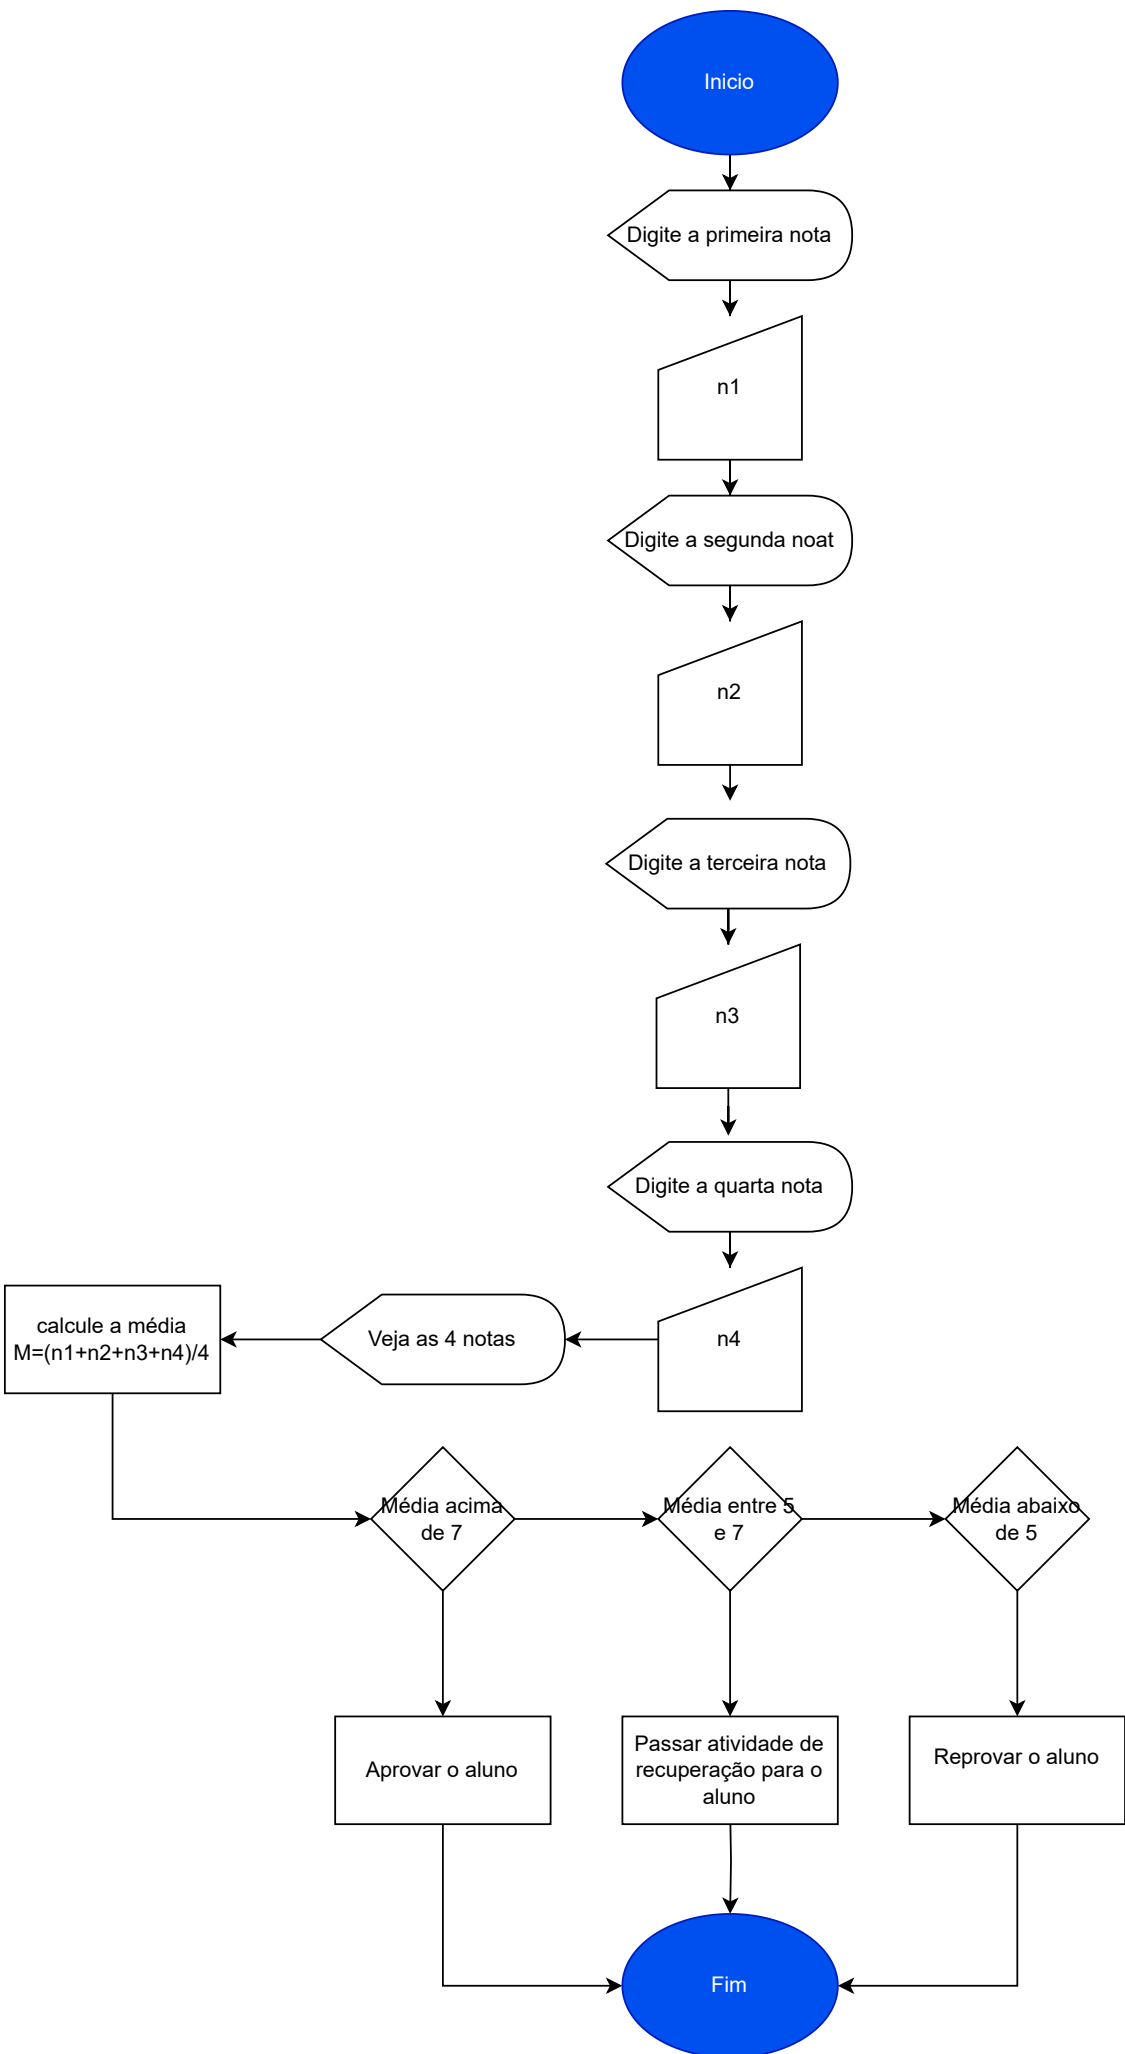 Inicio
Digite a primeira nota
n1
Digite a segunda noat
n2
Digite a terceira nota
n3
Digite a quarta nota
n4
Veja as 4 notas
calcule a média
M=(n1+n2+n3+n4)/4
Média acima
de 7
Média entre 5
e 7
Média abaixo
de 5
Aprovar o aluno
Passar atividade de
recuperação para o
aluno
Reprovar o aluno
Fim